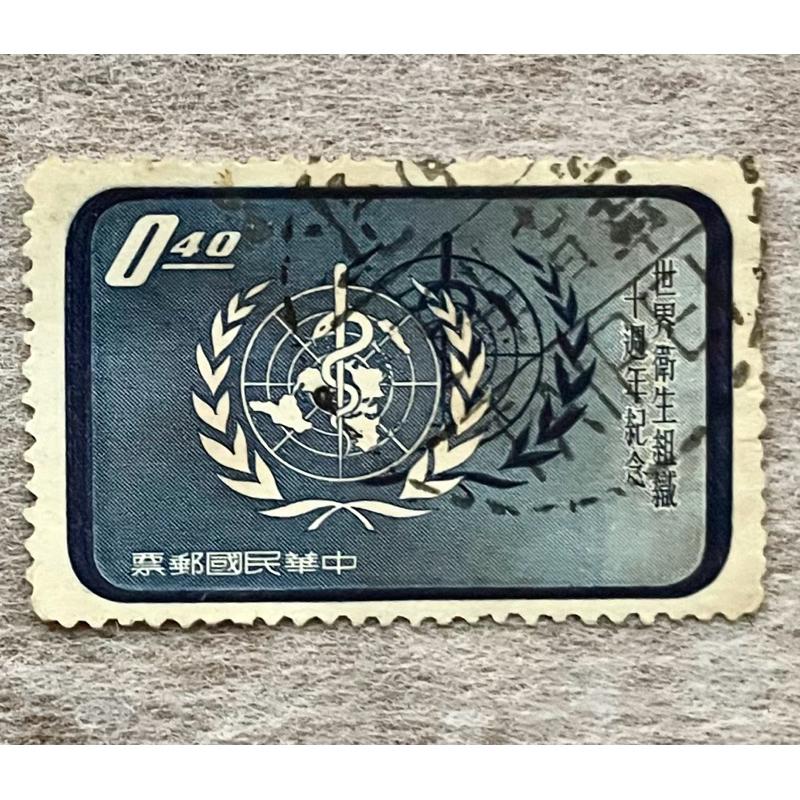 0.40
世界衛生組織
十週年紀念
中華民國郵票